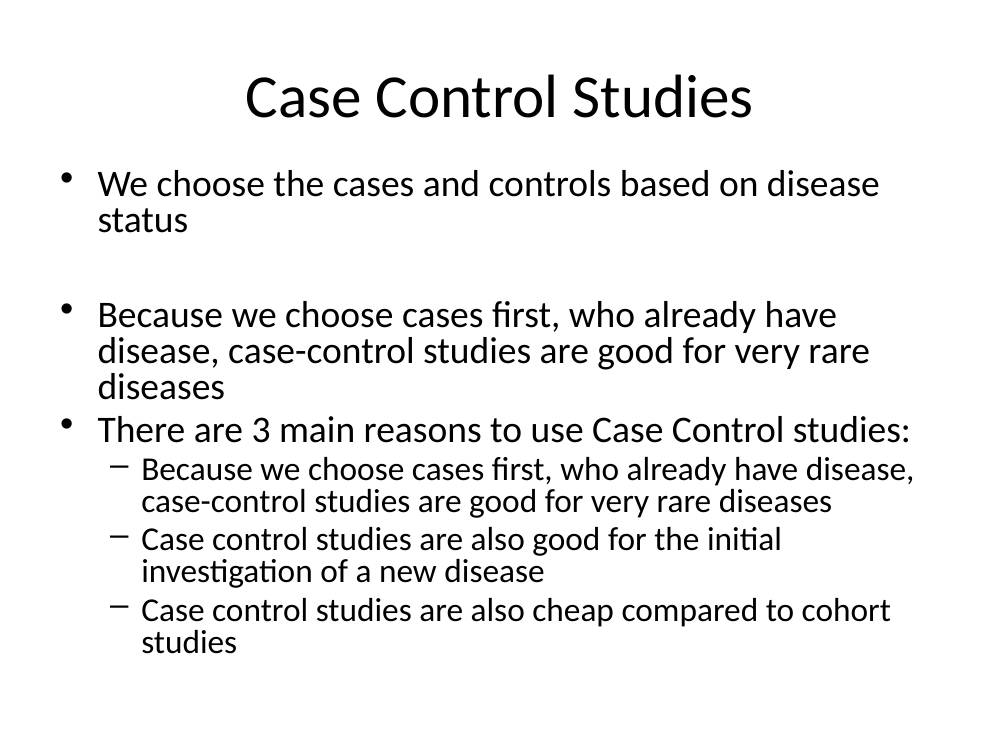 Case Control Studies
• We choose the cases and controls based on disease
status
• Because we choose cases first, who already have
disease, case-control studies are good for very rare
diseases
• There are 3 main reasons to use Case Control studies:
– Because we choose cases first, who already have disease,
case-control studies are good for very rare diseases
– Case control studies are also good for the initial
investigation of a new disease
– Case control studies are also cheap compared to cohort
studies